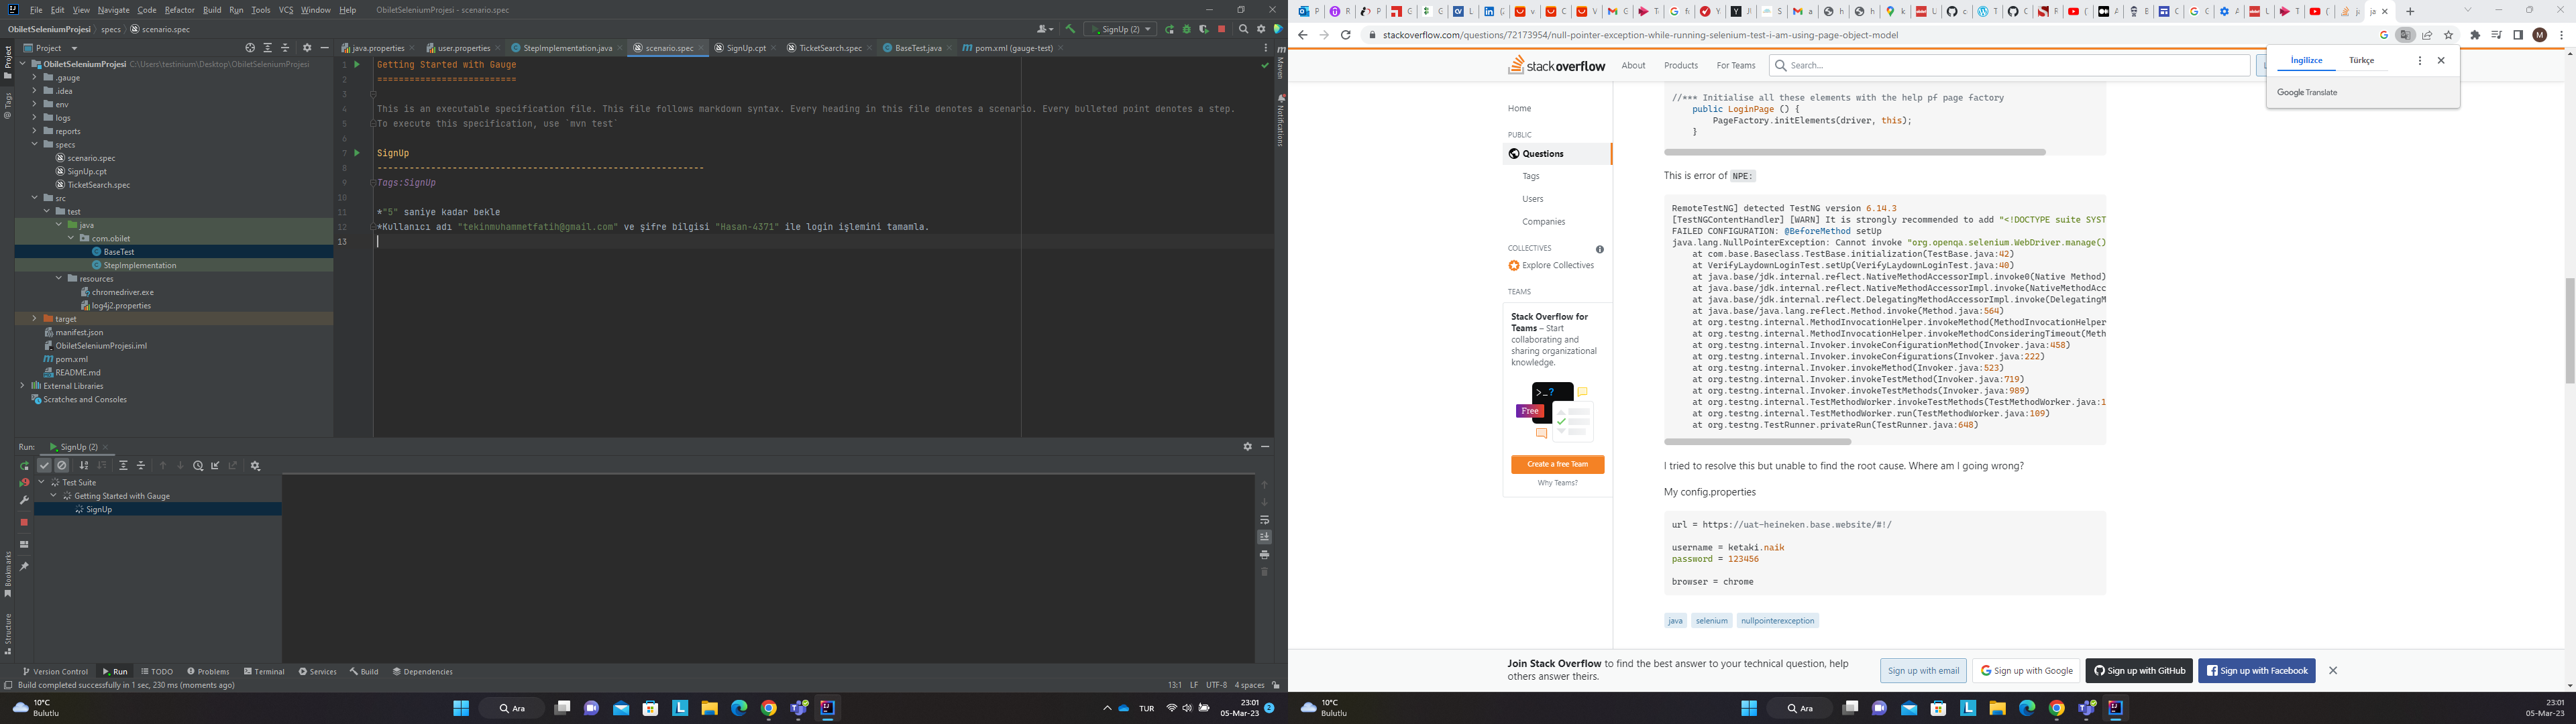 File Edit View Navigate Code Refactor Build Run Tools VCS Window Help ObiletSeleniumProjesi - scenario.spec
ObiletSeleniumProjesi specs scenario.spec
SignUp (2)
Project
java.properties user.properties StepImplementation.java scenario.spec SignUp.cpt TicketSearch.spec BaseTest.java pom.xml (gauge-test)
ObiletSeleniumProjesi C:\Users\testinium\Desktop\ObiletSeleniumProjesi
.gauge
.idea
env
logs
reports
specs
scenario.spec
SignUp.cpt
TicketSearch.spec
src
test
java
com.obilet
BaseTest
StepImplementation
resources
chromedriver.exe
log4j2.properties
target
manifest.json
ObiletSeleniumProjesi.iml
pom.xml
README.md
External Libraries
Scratches and Consoles
Project
Tags
Bookmarks
Structure
Maven
Notifications
1 Getting Started with Gauge
2 ==========================
3
4 This is an executable specification file. This file follows markdown syntax. Every heading in this file denotes a scenario. Every bulleted point denotes a step.
5 To execute this specification, use `mvn test`
6
7 SignUp
8 ------------------------------------------------------------
9 Tags:SignUp
10
11 *"5" saniye kadar bekle
12 *Kullanıcı adı "tekinmuhammetfatih@gmail.com" ve şifre bilgisi "Hasan-4371" ile login işlemini tamamla.
13
Run: SignUp (2)
Test Suite
Getting Started with Gauge
SignUp
Version Control Run TODO Problems Terminal Services Build Dependencies
Build completed successfully in 1 sec, 230 ms (moments ago)
13:1 LF UTF-8 4 spaces
10°C
Bulutlu
Ara
TUR
23:01
05-Mar-23
2
stackoverflow.com/questions/72173954/null-pointer-exception-while-running-selenium-test-i-am-using-page-object-model
İngilizce Türkçe
Google Translate
stackoverflow About Products For Teams Search...
Home
PUBLIC
Questions
Tags
Users
Companies
COLLECTIVES
Explore Collectives
TEAMS
Stack Overflow for
Teams – Start
collaborating and
sharing organizational
knowledge.
Free
Create a free Team
Why Teams?
//*** Initialise all these elements with the help pf page factory
public LoginPage () {
PageFactory.initElements(driver, this);
}
This is error of NPE:
RemoteTestNG] detected TestNG version 6.14.3
[TestNGContentHandler] [WARN] It is strongly recommended to add "<!DOCTYPE suite SYST
FAILED CONFIGURATION: @BeforeMethod setUp
java.lang.NullPointerException: Cannot invoke "org.openqa.selenium.WebDriver.manage()
at com.base.Baseclass.TestBase.initialization(TestBase.java:42)
at VerifyLaydownLoginTest.setUp(VerifyLaydownLoginTest.java:40)
at java.base/jdk.internal.reflect.NativeMethodAccessorImpl.invoke0(Native Method)
at java.base/jdk.internal.reflect.NativeMethodAccessorImpl.invoke(NativeMethodAcc
at java.base/jdk.internal.reflect.DelegatingMethodAccessorImpl.invoke(DelegatingM
at java.base/java.lang.reflect.Method.invoke(Method.java:564)
at org.testng.internal.MethodInvocationHelper.invokeMethod(MethodInvocationHelper
at org.testng.internal.MethodInvocationHelper.invokeMethodConsideringTimeout(Meth
at org.testng.internal.Invoker.invokeConfigurationMethod(Invoker.java:458)
at org.testng.internal.Invoker.invokeConfigurations(Invoker.java:222)
at org.testng.internal.Invoker.invokeMethod(Invoker.java:523)
at org.testng.internal.Invoker.invokeTestMethod(Invoker.java:719)
at org.testng.internal.Invoker.invokeTestMethods(Invoker.java:989)
at org.testng.internal.TestMethodWorker.invokeTestMethods(TestMethodWorker.java:1
at org.testng.internal.TestMethodWorker.run(TestMethodWorker.java:109)
at org.testng.TestRunner.privateRun(TestRunner.java:648)
I tried to resolve this but unable to find the root cause. Where am I going wrong?
My config.properties
url = https://uat-heineken.base.website/#!/
username = ketaki.naik
password = 123456
browser = chrome
java selenium nullpointerexception
Join Stack Overflow to find the best answer to your technical question, help
others answer theirs.
Sign up with email Sign up with Google Sign up with GitHub Sign up with Facebook
10°C
Bulutlu
Ara
23:01
05-Mar-23